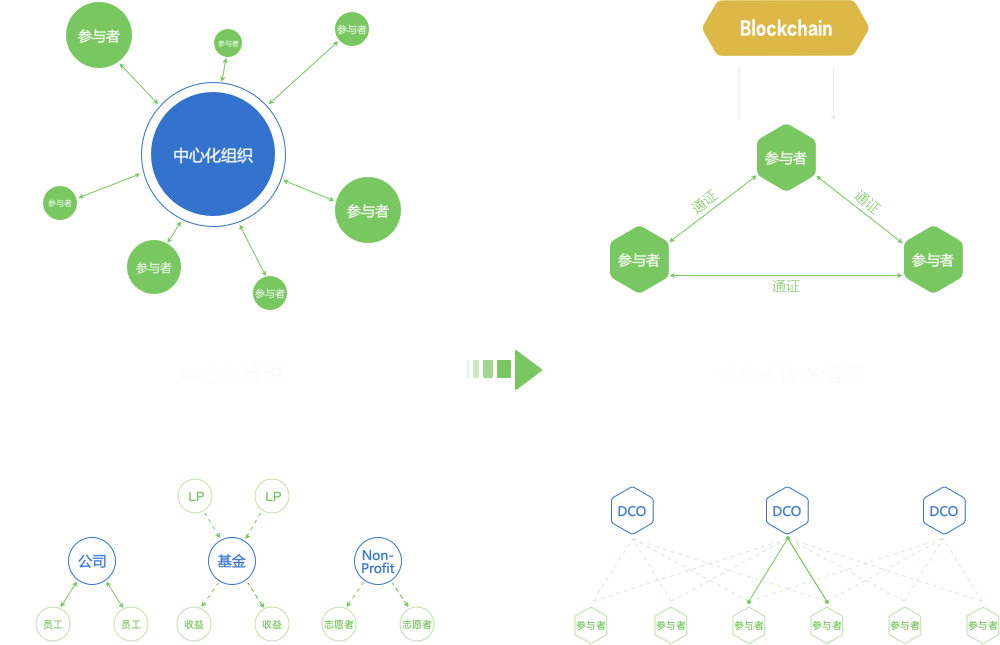 参与者
参与者
参与者
中心化组织
参与者
参与者
参与者
参与者
Blockchain
参与者
通证
通证
参与者
参与者
通证
中心化组织
分布式协作组织
LP
LP
公司
基金
Non-
Profit
员工
员工
收益
收益
志愿者
志愿者
DCO
DCO
DCO
参与者
参与者
参与者
参与者
参与者
参与者